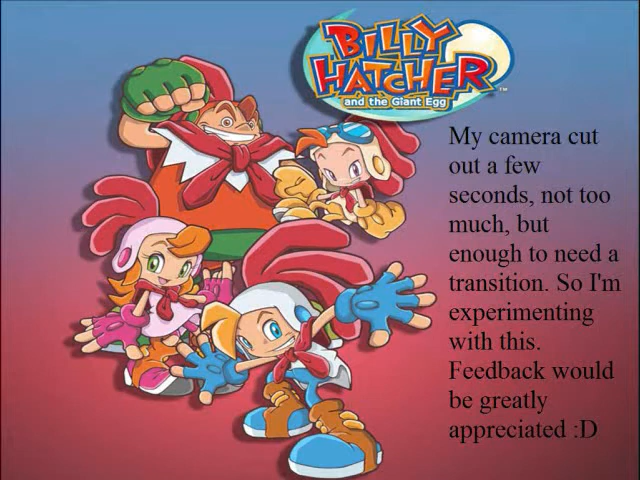 BILLY
HATCHER
and the Giant Egg
TM
My camera cut
out a few
seconds, not too
much, but
enough to need a
transition. So I'm
experimenting
with this.
Feedback would
be greatly
appreciated :D